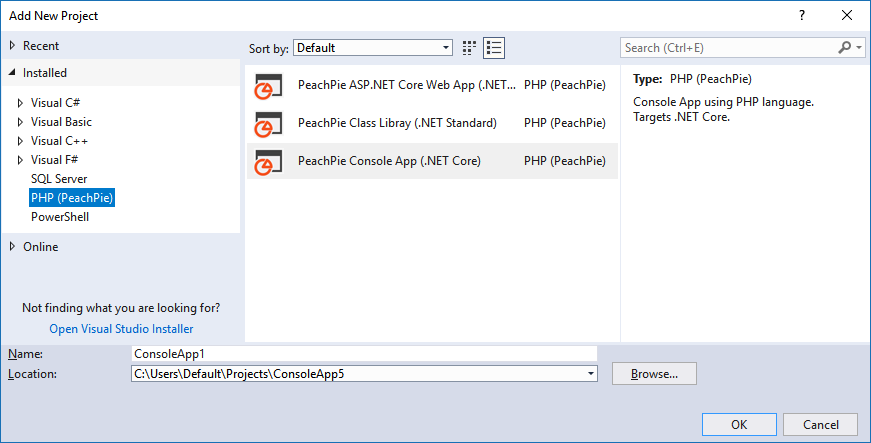 Add New Project
?
Recent
Installed
Visual C#
Visual Basic
Visual C++
Visual F#
SQL Server
PHP (PeachPie)
PowerShell
Online
Not finding what you are looking for?
Open Visual Studio Installer
Sort by: Default
PeachPie ASP.NET Core Web App (.NET... PHP (PeachPie)
PeachPie Class Libray (.NET Standard) PHP (PeachPie)
PeachPie Console App (.NET Core) PHP (PeachPie)
Search (Ctrl+E)
Type: PHP (PeachPie)
Console App using PHP language.
Targets .NET Core.
Name: ConsoleApp1
Location: C:\Users\Default\Projects\ConsoleApp5 Browse...
OK Cancel